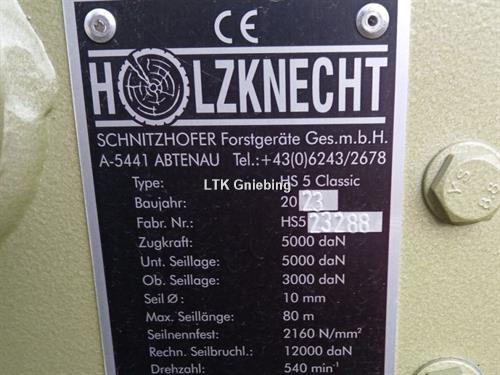 CE
HOLZKNECHT
SCHNITZHOFER Forstgeräte Ges.m.b.H.
A-5441 ABTENAU Tel.:+43(0)6243/2678
Type: HS 5 Classic
LTK Gniebing
Baujahr: 2023
Fabr. Nr.: HS523288
Zugkraft: 5000 daN
Unt. Seillage: 5000 daN
Ob. Seillage: 3000 daN
Seil Ø: 10 mm
Max. Seillänge: 80 m
Seilnennfest: 2160 N/mm²
Rechn. Seilbruchl.: 12000 daN
Drehzahl: 540 min⁻¹